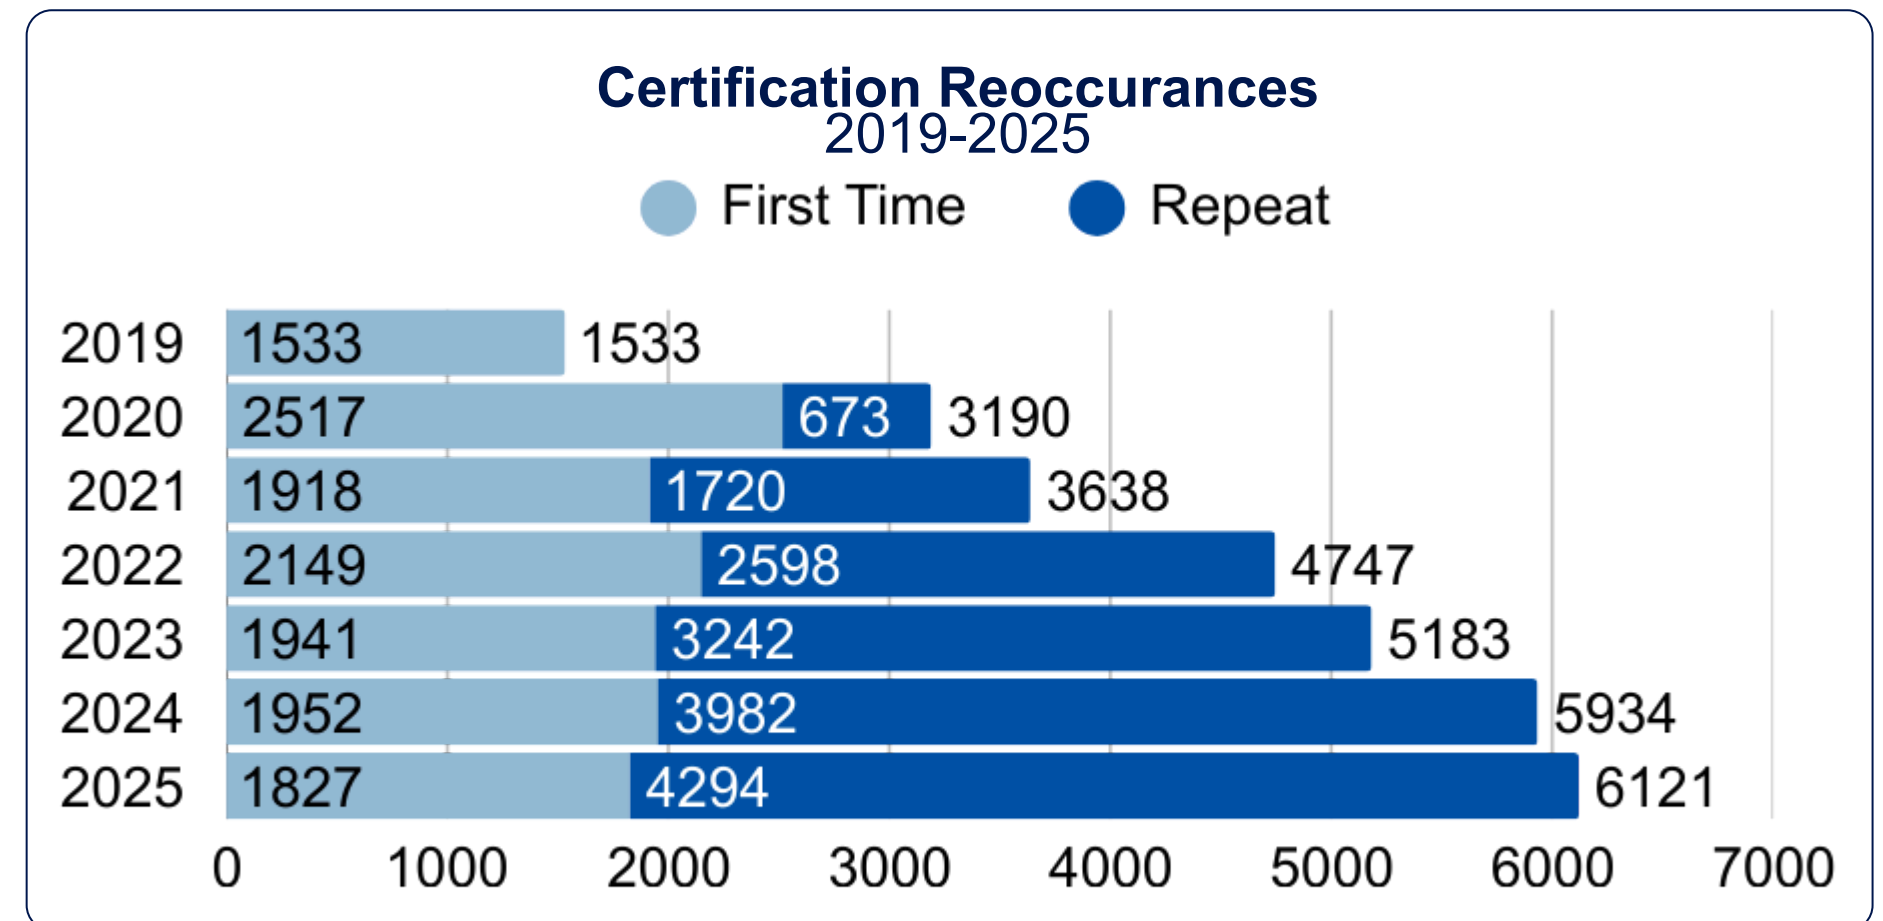 Certification Reoccurances
2019-2025
First Time Repeat
2019 1533 1533
2020 2517 673 3190
2021 1918 1720 3638
2022 2149 2598 4747
2023 1941 3242 5183
2024 1952 3982 5934
2025 1827 4294 6121
0 1000 2000 3000 4000 5000 6000 7000